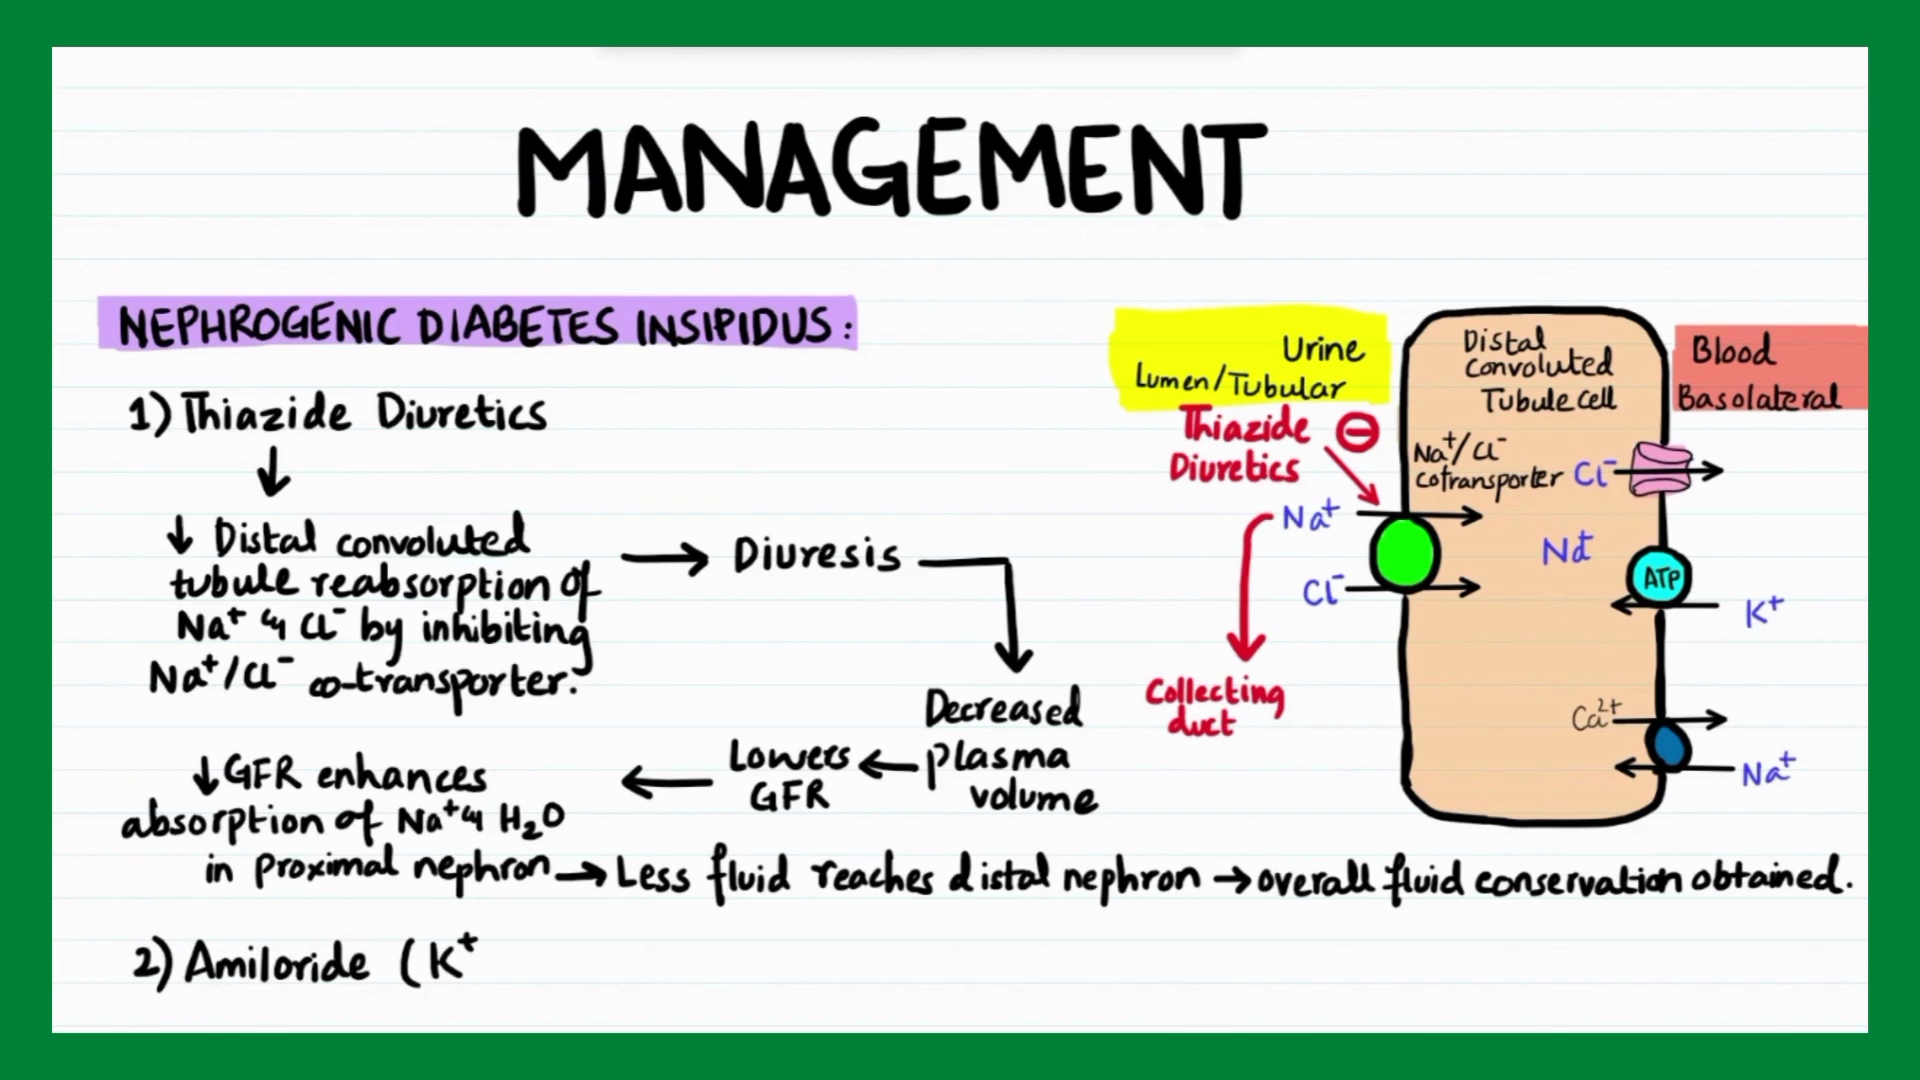 MANAGEMENT
NEPHROGENIC DIABETES INSIPIDUS:
1) Thiazide Diuretics
↓
↓ Distal convoluted
tubule reabsorption of
Na⁺ & Cl⁻ by inhibiting
Na⁺/Cl⁻ co-transporter.
→ Diuresis
Decreased
plasma
volume
← Lowers
GFR
←
↓GFR enhances
absorption of Na⁺ & H₂O
in proximal nephron → Less fluid reaches distal nephron → overall fluid conservation obtained.
2) Amiloride (K⁺
Urine
Lumen/Tubular
Thiazide ⊖
Diuretics
Na⁺
Cl⁻
Collecting
duct
Distal
Convoluted
Tubule cell
Na⁺/Cl⁻
cotransporter
Cl⁻
Na⁺
ATP
Ca²⁺
Blood
Basolateral
K⁺
Na⁺